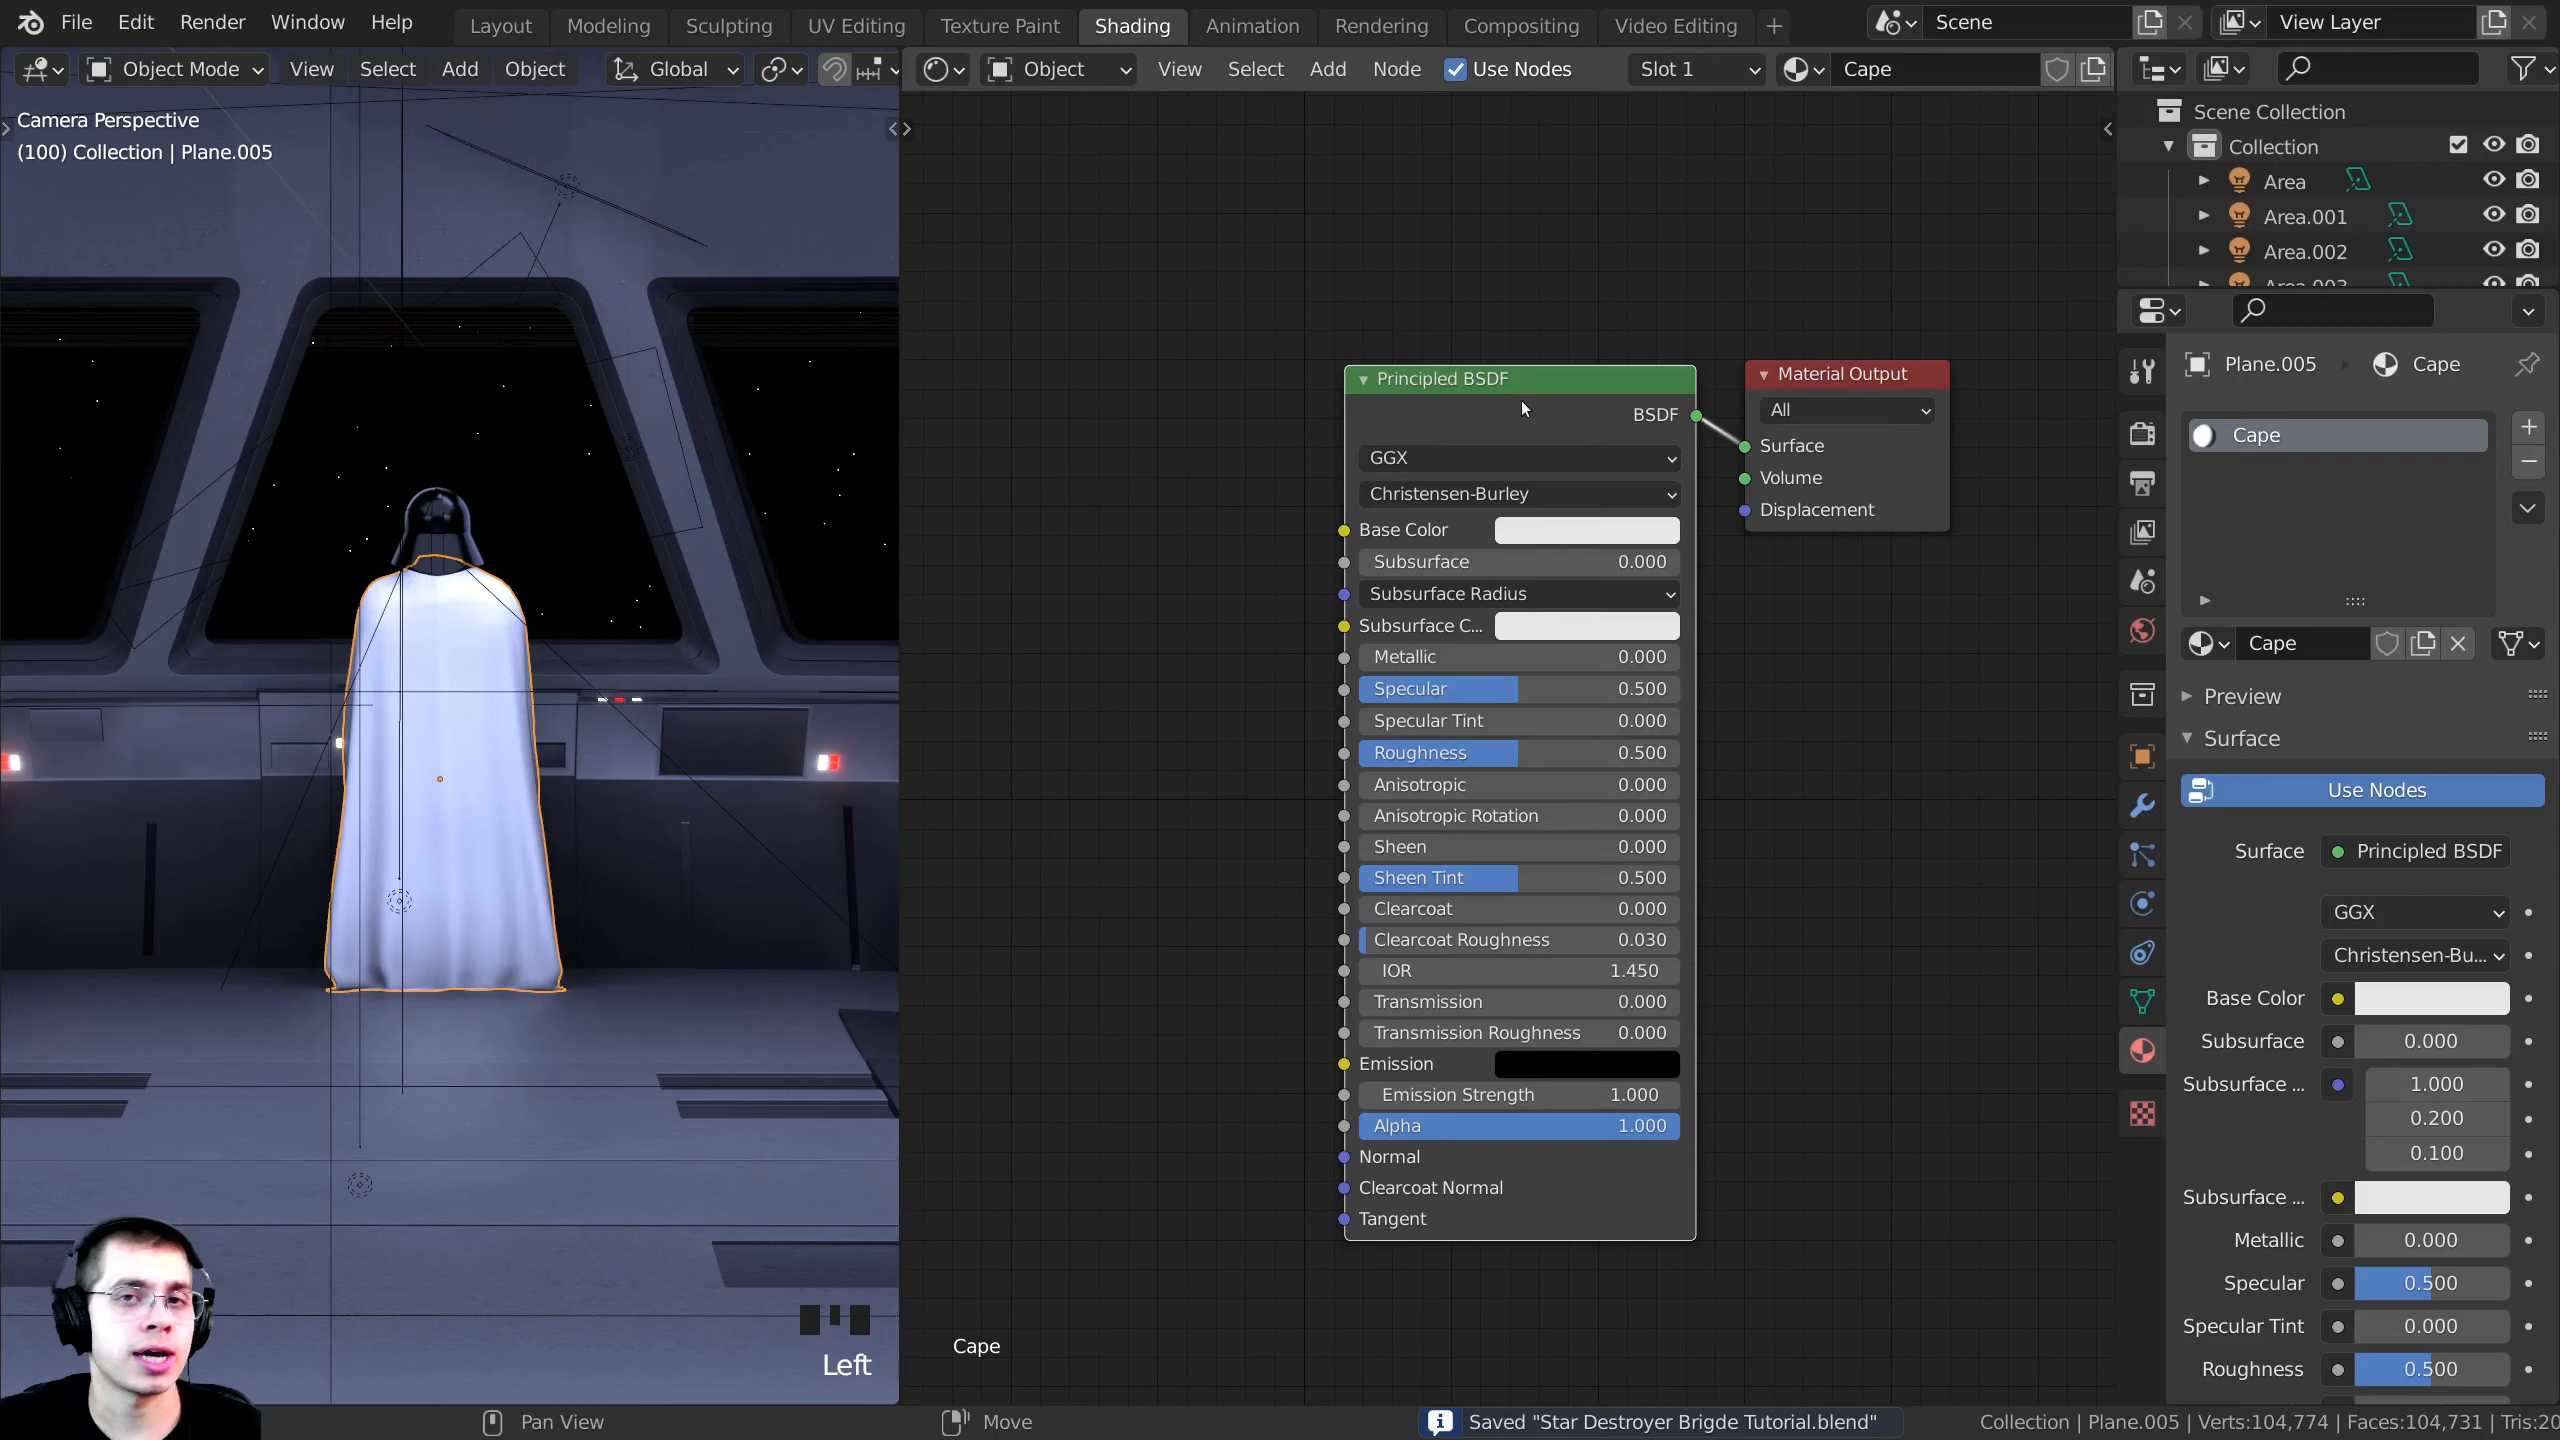 File Edit Render Window Help Layout Modeling Sculpting UV Editing Texture Paint Shading Animation Rendering Compositing Video Editing + Scene View Layer
Object Mode View Select Add Object Global Object View Select Add Node Use Nodes Slot 1 Cape
Camera Perspective
(100) Collection | Plane.005
Principled BSDF
BSDF
GGX
Christensen-Burley
Base Color
Subsurface 0.000
Subsurface Radius
Subsurface C...
Metallic 0.000
Specular 0.500
Specular Tint 0.000
Roughness 0.500
Anisotropic 0.000
Anisotropic Rotation 0.000
Sheen 0.000
Sheen Tint 0.500
Clearcoat 0.000
Clearcoat Roughness 0.030
IOR 1.450
Transmission 0.000
Transmission Roughness 0.000
Emission
Emission Strength 1.000
Alpha 1.000
Normal
Clearcoat Normal
Tangent
Material Output
All
Surface
Volume
Displacement
Cape
Left
Scene Collection
Collection
Area
Area.001
Area.002
Plane.005 Cape
Cape
Cape
Preview
Surface
Use Nodes
Surface Principled BSDF
GGX
Christensen-Bu...
Base Color
Subsurface 0.000
Subsurface ... 1.000
0.200
0.100
Subsurface ...
Metallic 0.000
Specular 0.500
Specular Tint 0.000
Roughness 0.500
Pan View Move Saved "Star Destroyer Brigde Tutorial.blend" Collection | Plane.005 | Verts:104,774 | Faces:104,731 | Tris:20